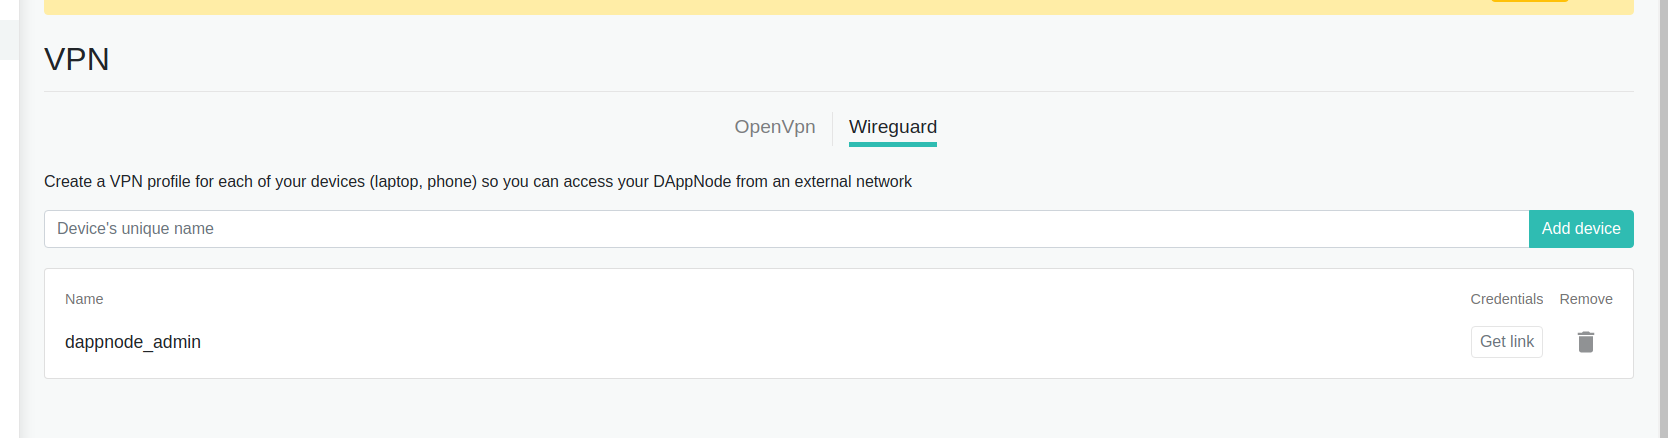 VPN
OpenVpn Wireguard
Create a VPN profile for each of your devices (laptop, phone) so you can access your DAppNode from an external network
Device's unique name Add device
Name Credentials Remove
dappnode_admin Get link